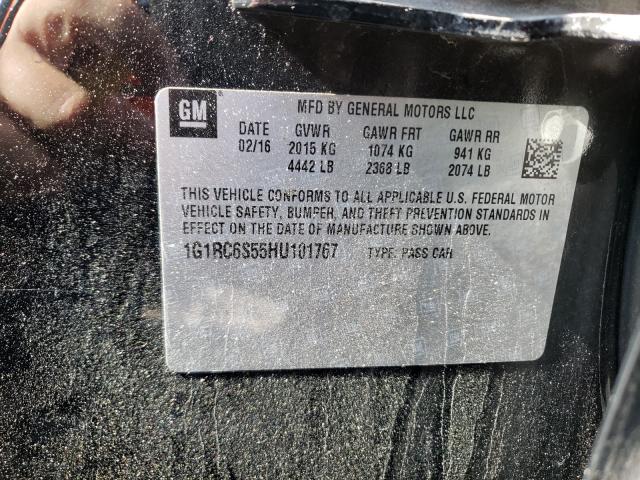 GM ®
MFD BY GENERAL MOTORS LLC
DATE GVWR GAWR FRT GAWR RR
02/16 2015 KG 1074 KG 941 KG
4442 LB 2368 LB 2074 LB
THIS VEHICLE CONFORMS TO ALL APPLICABLE U.S. FEDERAL MOTOR
VEHICLE SAFETY, BUMPER, AND THEFT PREVENTION STANDARDS IN
EFFECT ON THE DATE OF MANUFACTURE SHOWN ABOVE.
1G1RC6S55HU101767 TYPE: PASS CAR